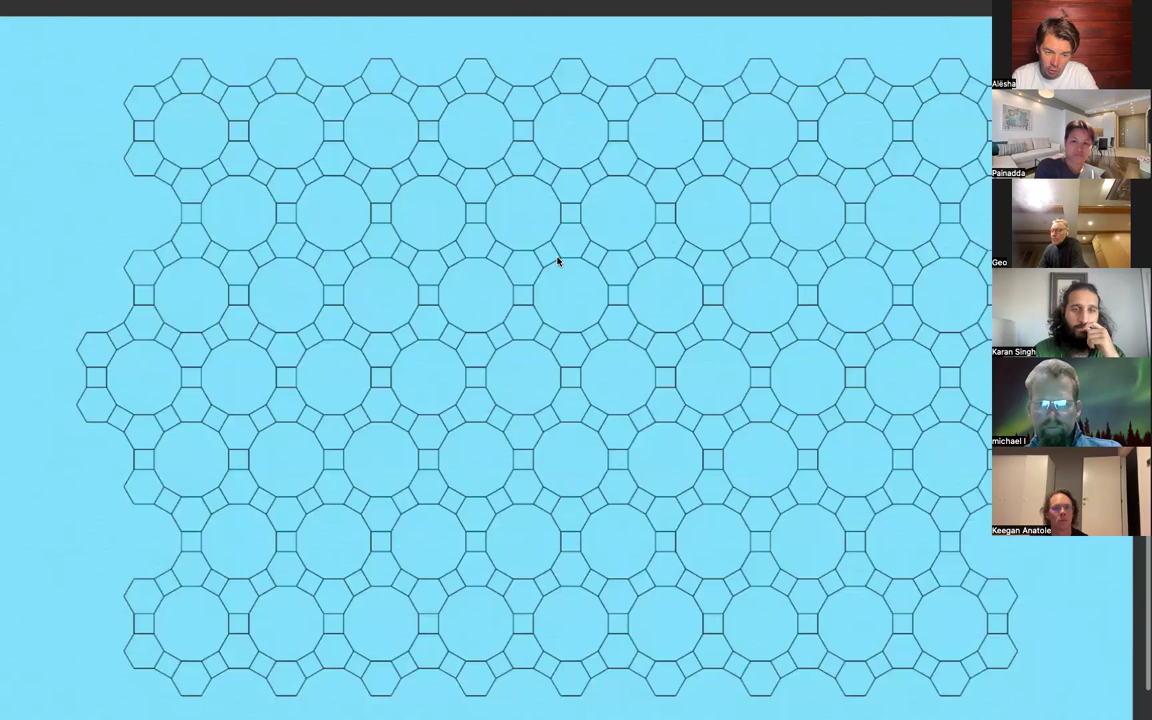 Alësha
Painadda
Geo
Karan Singh
michael l
Keegan Anatole